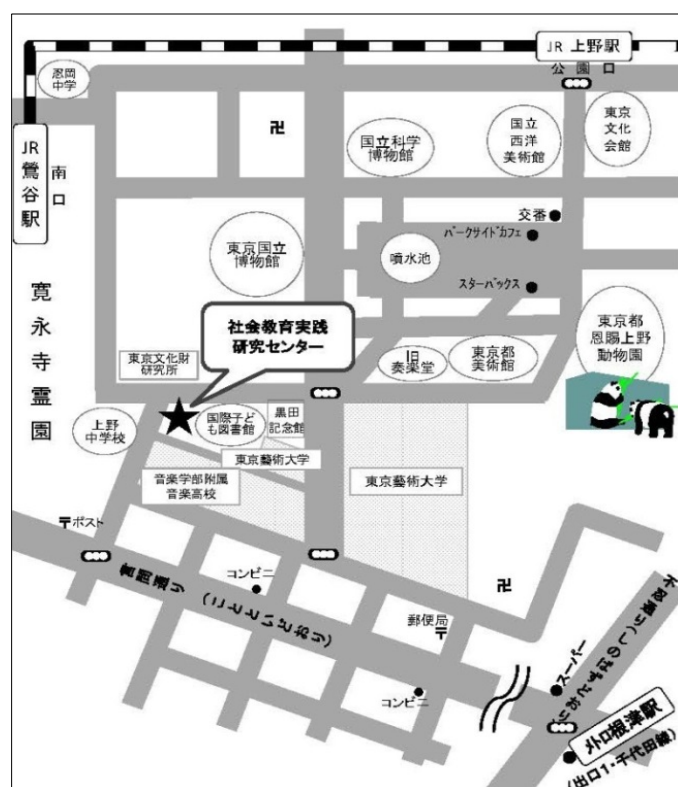 JR 上野駅
公園口
忍岡
中学
卍
国立科学
博物館
国立
西洋
美術館
東京
文化
会館
JR
鶯谷駅
南口
交番
パークサイドカフェ
東京国立
博物館
噴水池
スターバックス
寛永寺霊園
社会教育実践
研究センター
東京都
恩賜上野
動物園
東京文化財
研究所
旧
奏楽堂
東京都
美術館
上野
中学校
国際子ど
も図書館
黒田
記念館
東京藝術大学
音楽学部附属
音楽高校
東京藝術大学
〒ポスト
言問通り (ことといどおり)
コンビニ
卍
郵便局
〒
不忍通り(しのばずどおり)
スーパー
コンビニ
メトロ根津駅
(出口1・千代田線)